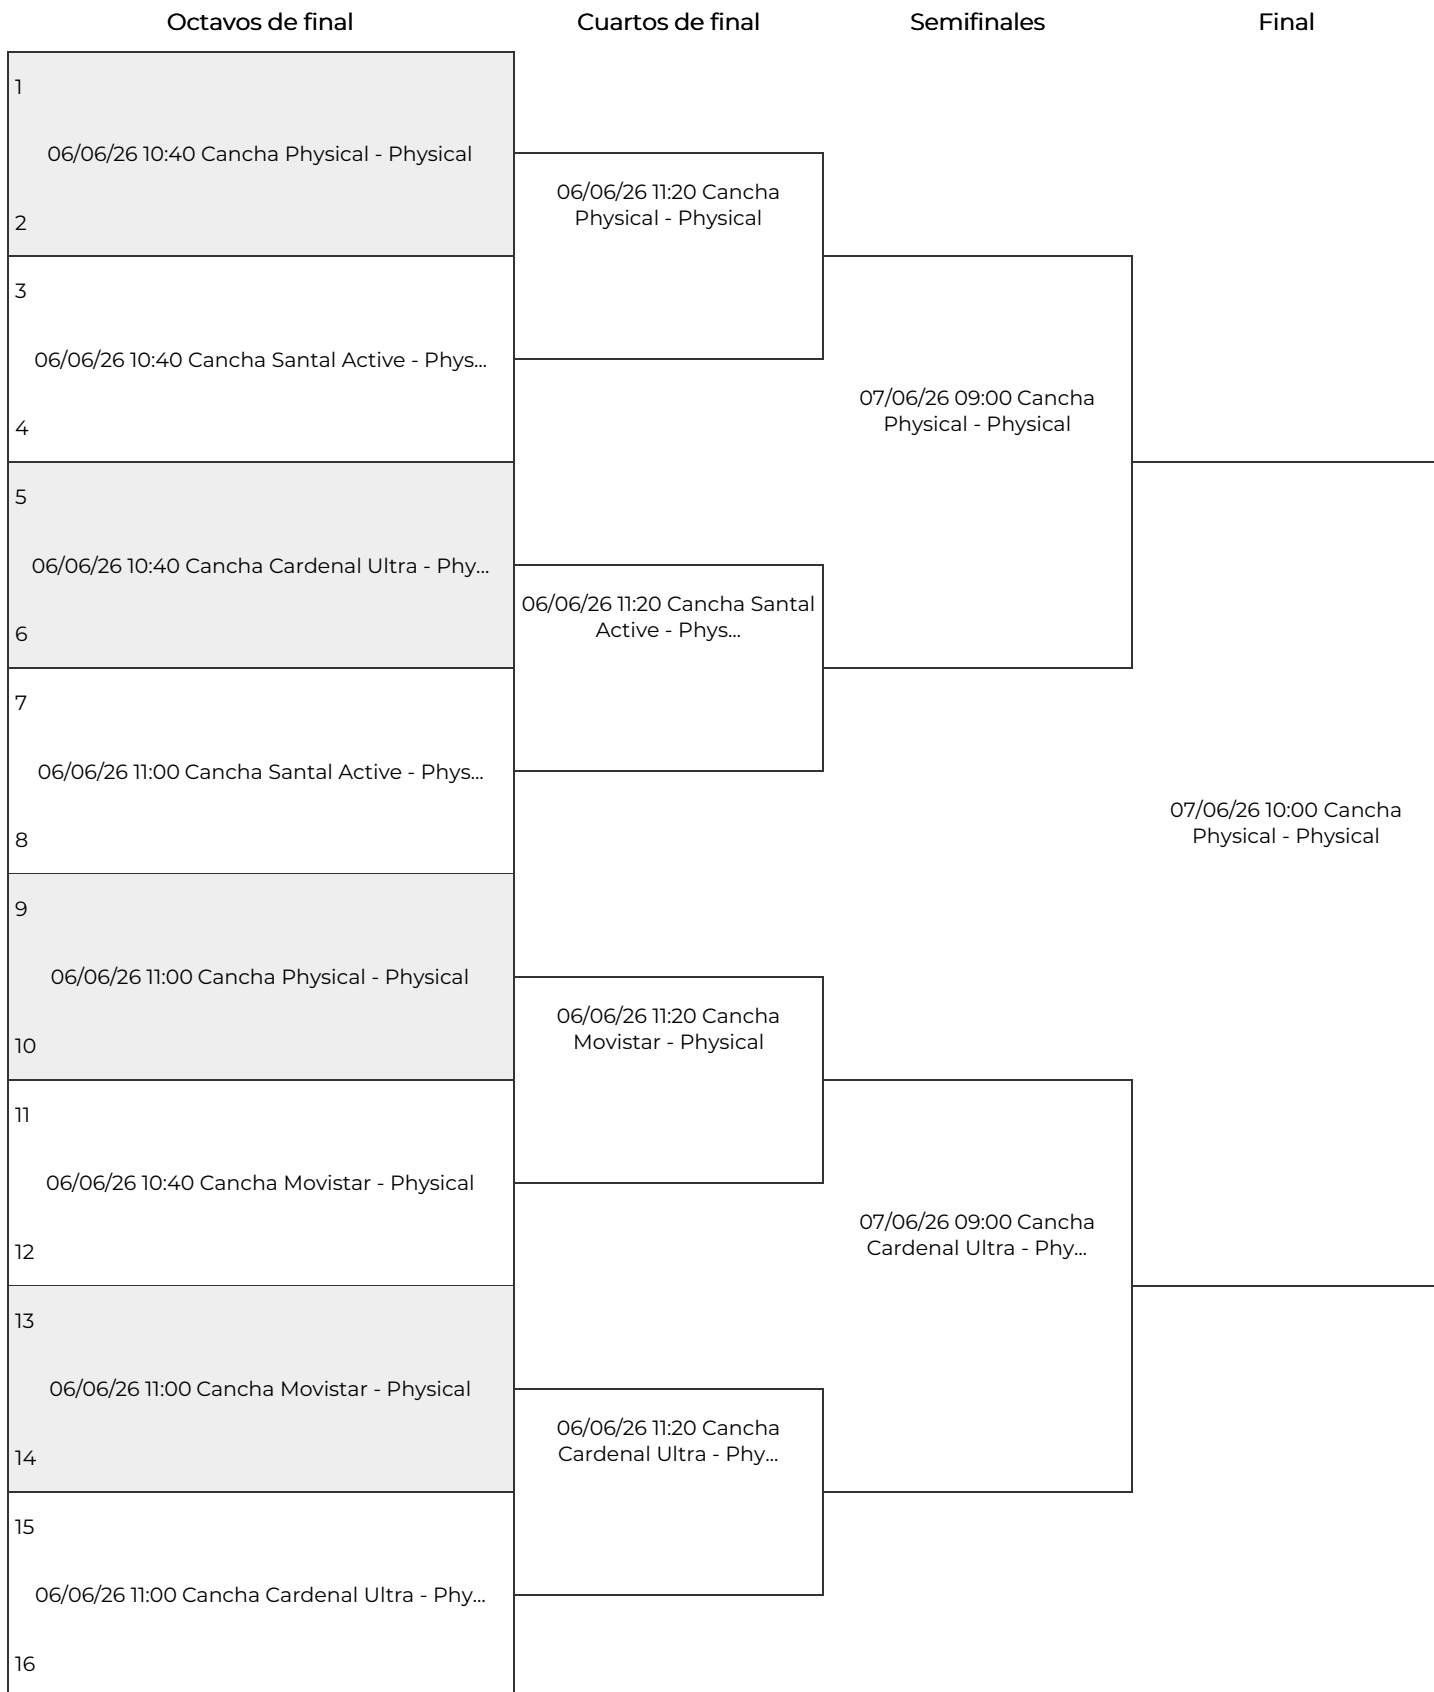 Octavos de final
Cuartos de final
Semifinales
Final
1
06/06/26 10:40 Cancha Physical - Physical
2
3
06/06/26 10:40 Cancha Santal Active - Phys...
4
5
06/06/26 10:40 Cancha Cardenal Ultra - Phy...
6
7
06/06/26 11:00 Cancha Santal Active - Phys...
8
9
06/06/26 11:00 Cancha Physical - Physical
10
11
06/06/26 10:40 Cancha Movistar - Physical
12
13
06/06/26 11:00 Cancha Movistar - Physical
14
15
06/06/26 11:00 Cancha Cardenal Ultra - Phy...
16
06/06/26 11:20 Cancha
Physical - Physical
06/06/26 11:20 Cancha Santal
Active - Phys...
06/06/26 11:20 Cancha
Movistar - Physical
06/06/26 11:20 Cancha
Cardenal Ultra - Phy...
07/06/26 09:00 Cancha
Physical - Physical
07/06/26 09:00 Cancha
Cardenal Ultra - Phy...
07/06/26 10:00 Cancha
Physical - Physical